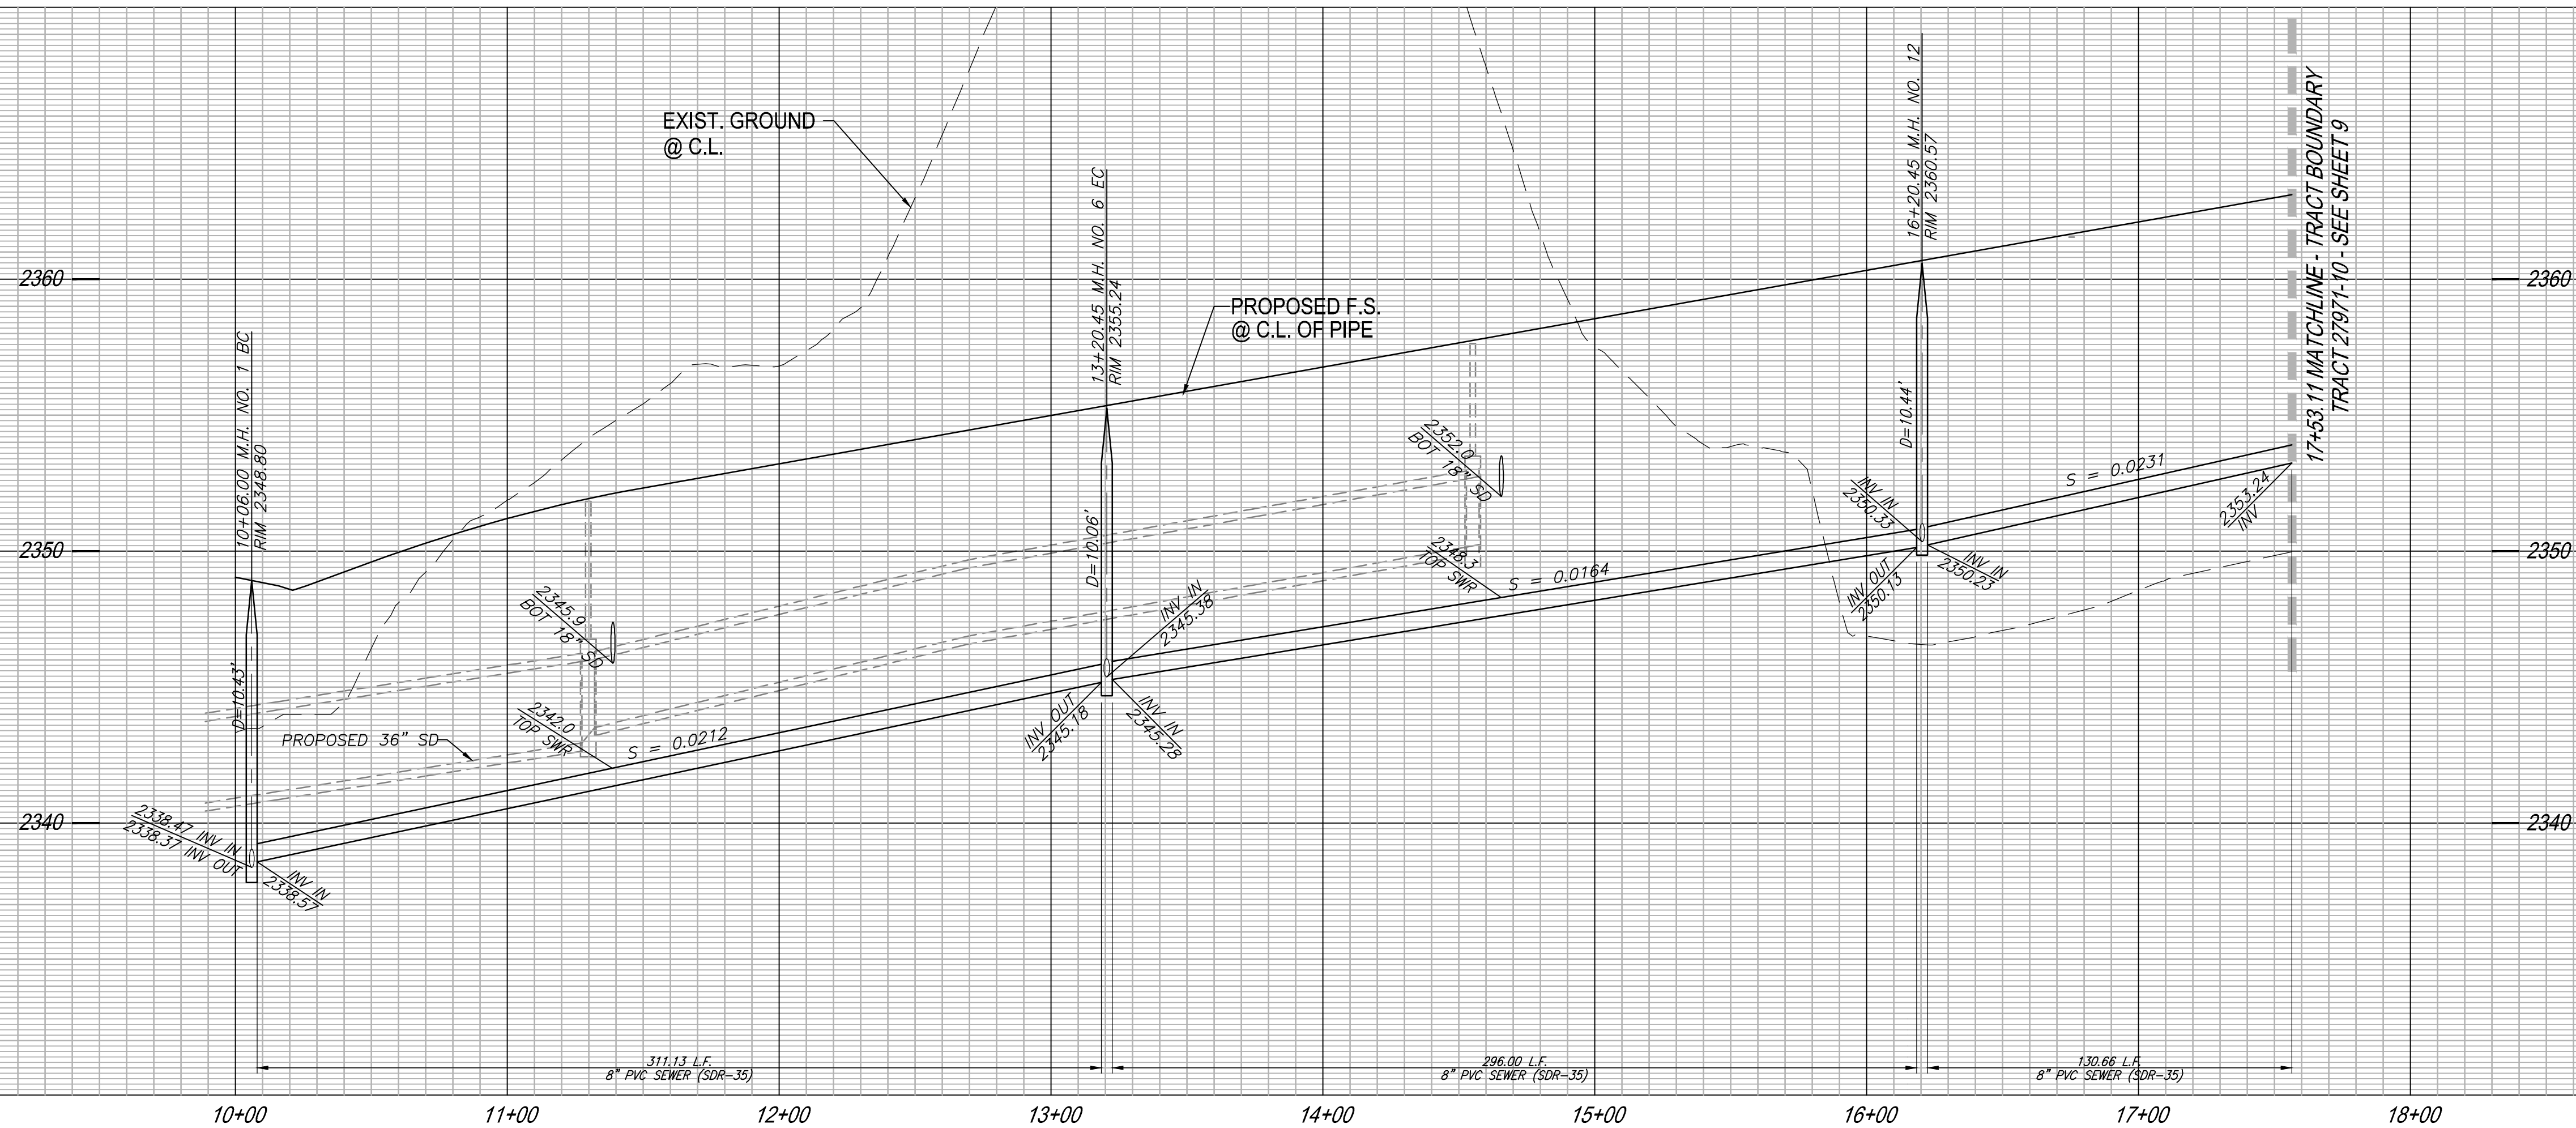 EXIST. GROUND
@ C.L.
PROPOSED F.S.
@ C.L. OF PIPE
10+06.00 M.H. NO. 1 BC
RIM 2348.80
13+20.45 M.H. NO. 6 EC
RIM 2355.24
16+20.45 M.H. NO. 12
RIM 2360.57
17+53.11 MATCHLINE - TRACT BOUNDARY
TRACT 27971-10 - SEE SHEET 9
2360
2360
2350
2350
2340
2340
D=10.43'
D=10.06'
D=10.44'
2345.9
BOT 18" SD
2342.0
TOP SWR
2352.0
BOT 18" SD
2348.3
TOP SWR
PROPOSED 36" SD
S = 0.0212
S = 0.0164
S = 0.0231
2338.47 INV IN
2338.37 INV OUT
INV IN
2338.57
INV OUT
2345.18
INV IN
2345.38
INV IN
2345.28
INV IN
2350.33
INV OUT
2350.13
INV IN
2350.23
2353.24
INV
311.13 L.F.
8" PVC SEWER (SDR-35)
296.00 L.F.
8" PVC SEWER (SDR-35)
130.66 L.F.
8" PVC SEWER (SDR-35)
10+00
11+00
12+00
13+00
14+00
15+00
16+00
17+00
18+00